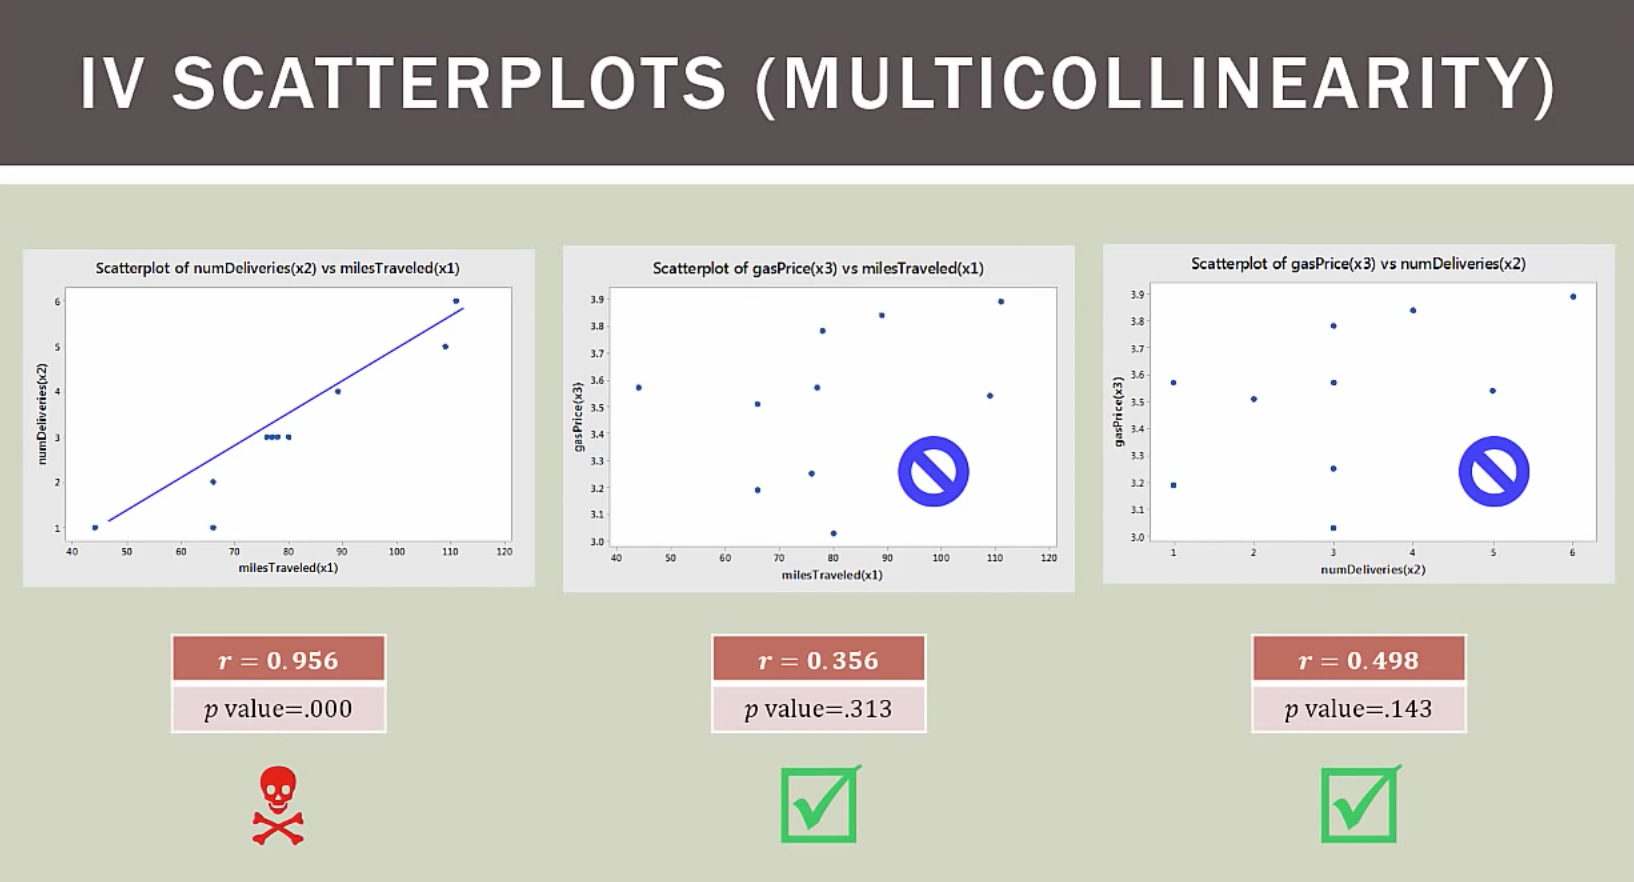 IV SCATTERPLOTS (MULTICOLLINEARITY)
Scatterplot of numDeliveries(x2) vs milesTraveled(x1)
numDeliveries(x2)
6
5
4
3
2
1
40 50 60 70 80 90 100 110 120
milesTraveled(x1)
r = 0.956
p value=.000
Scatterplot of gasPrice(x3) vs milesTraveled(x1)
gasPrice(x3)
3.9
3.8
3.7
3.6
3.5
3.4
3.3
3.2
3.1
3.0
40 50 60 70 80 90 100 110 120
milesTraveled(x1)
r = 0.356
p value=.313
Scatterplot of gasPrice(x3) vs numDeliveries(x2)
gasPrice(x3)
3.9
3.8
3.7
3.6
3.5
3.4
3.3
3.2
3.1
3.0
1 2 3 4 5 6
numDeliveries(x2)
r = 0.498
p value=.143